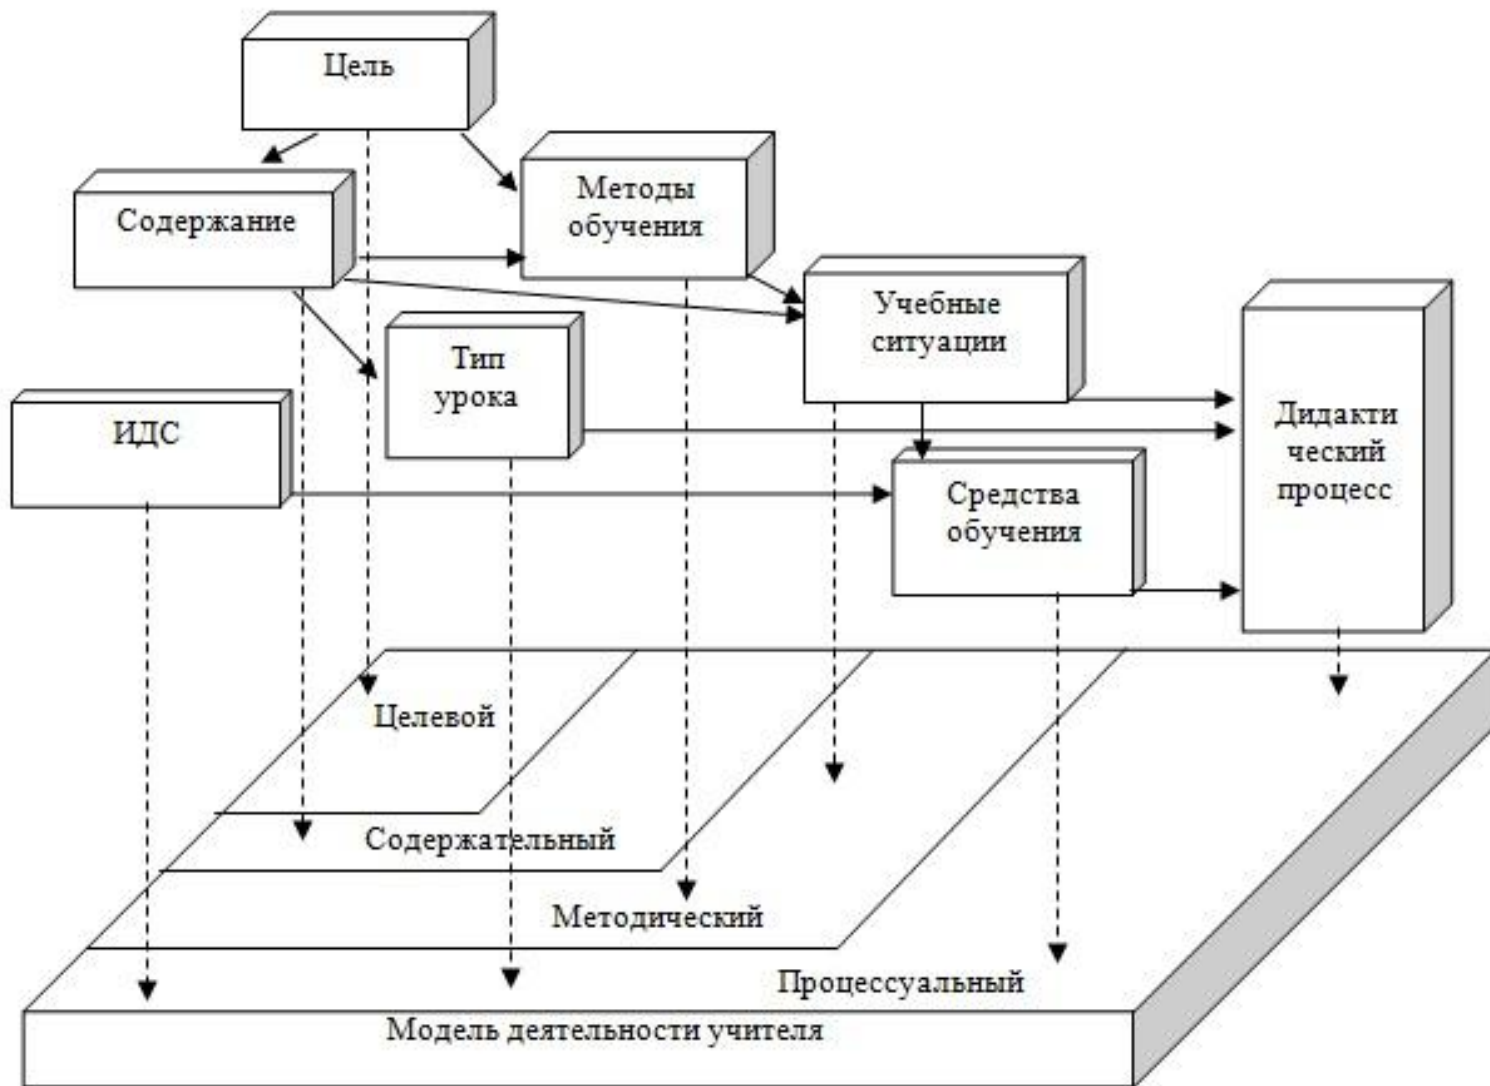 Цель
Методы
обучения
Содержание
Учебные
ситуации
Тип
урока
ИДС
Дидакти
ческий
процесс
Средства
обучения
Целевой
Содержательный
Методический
Процессуальный
Модель деятельности учителя